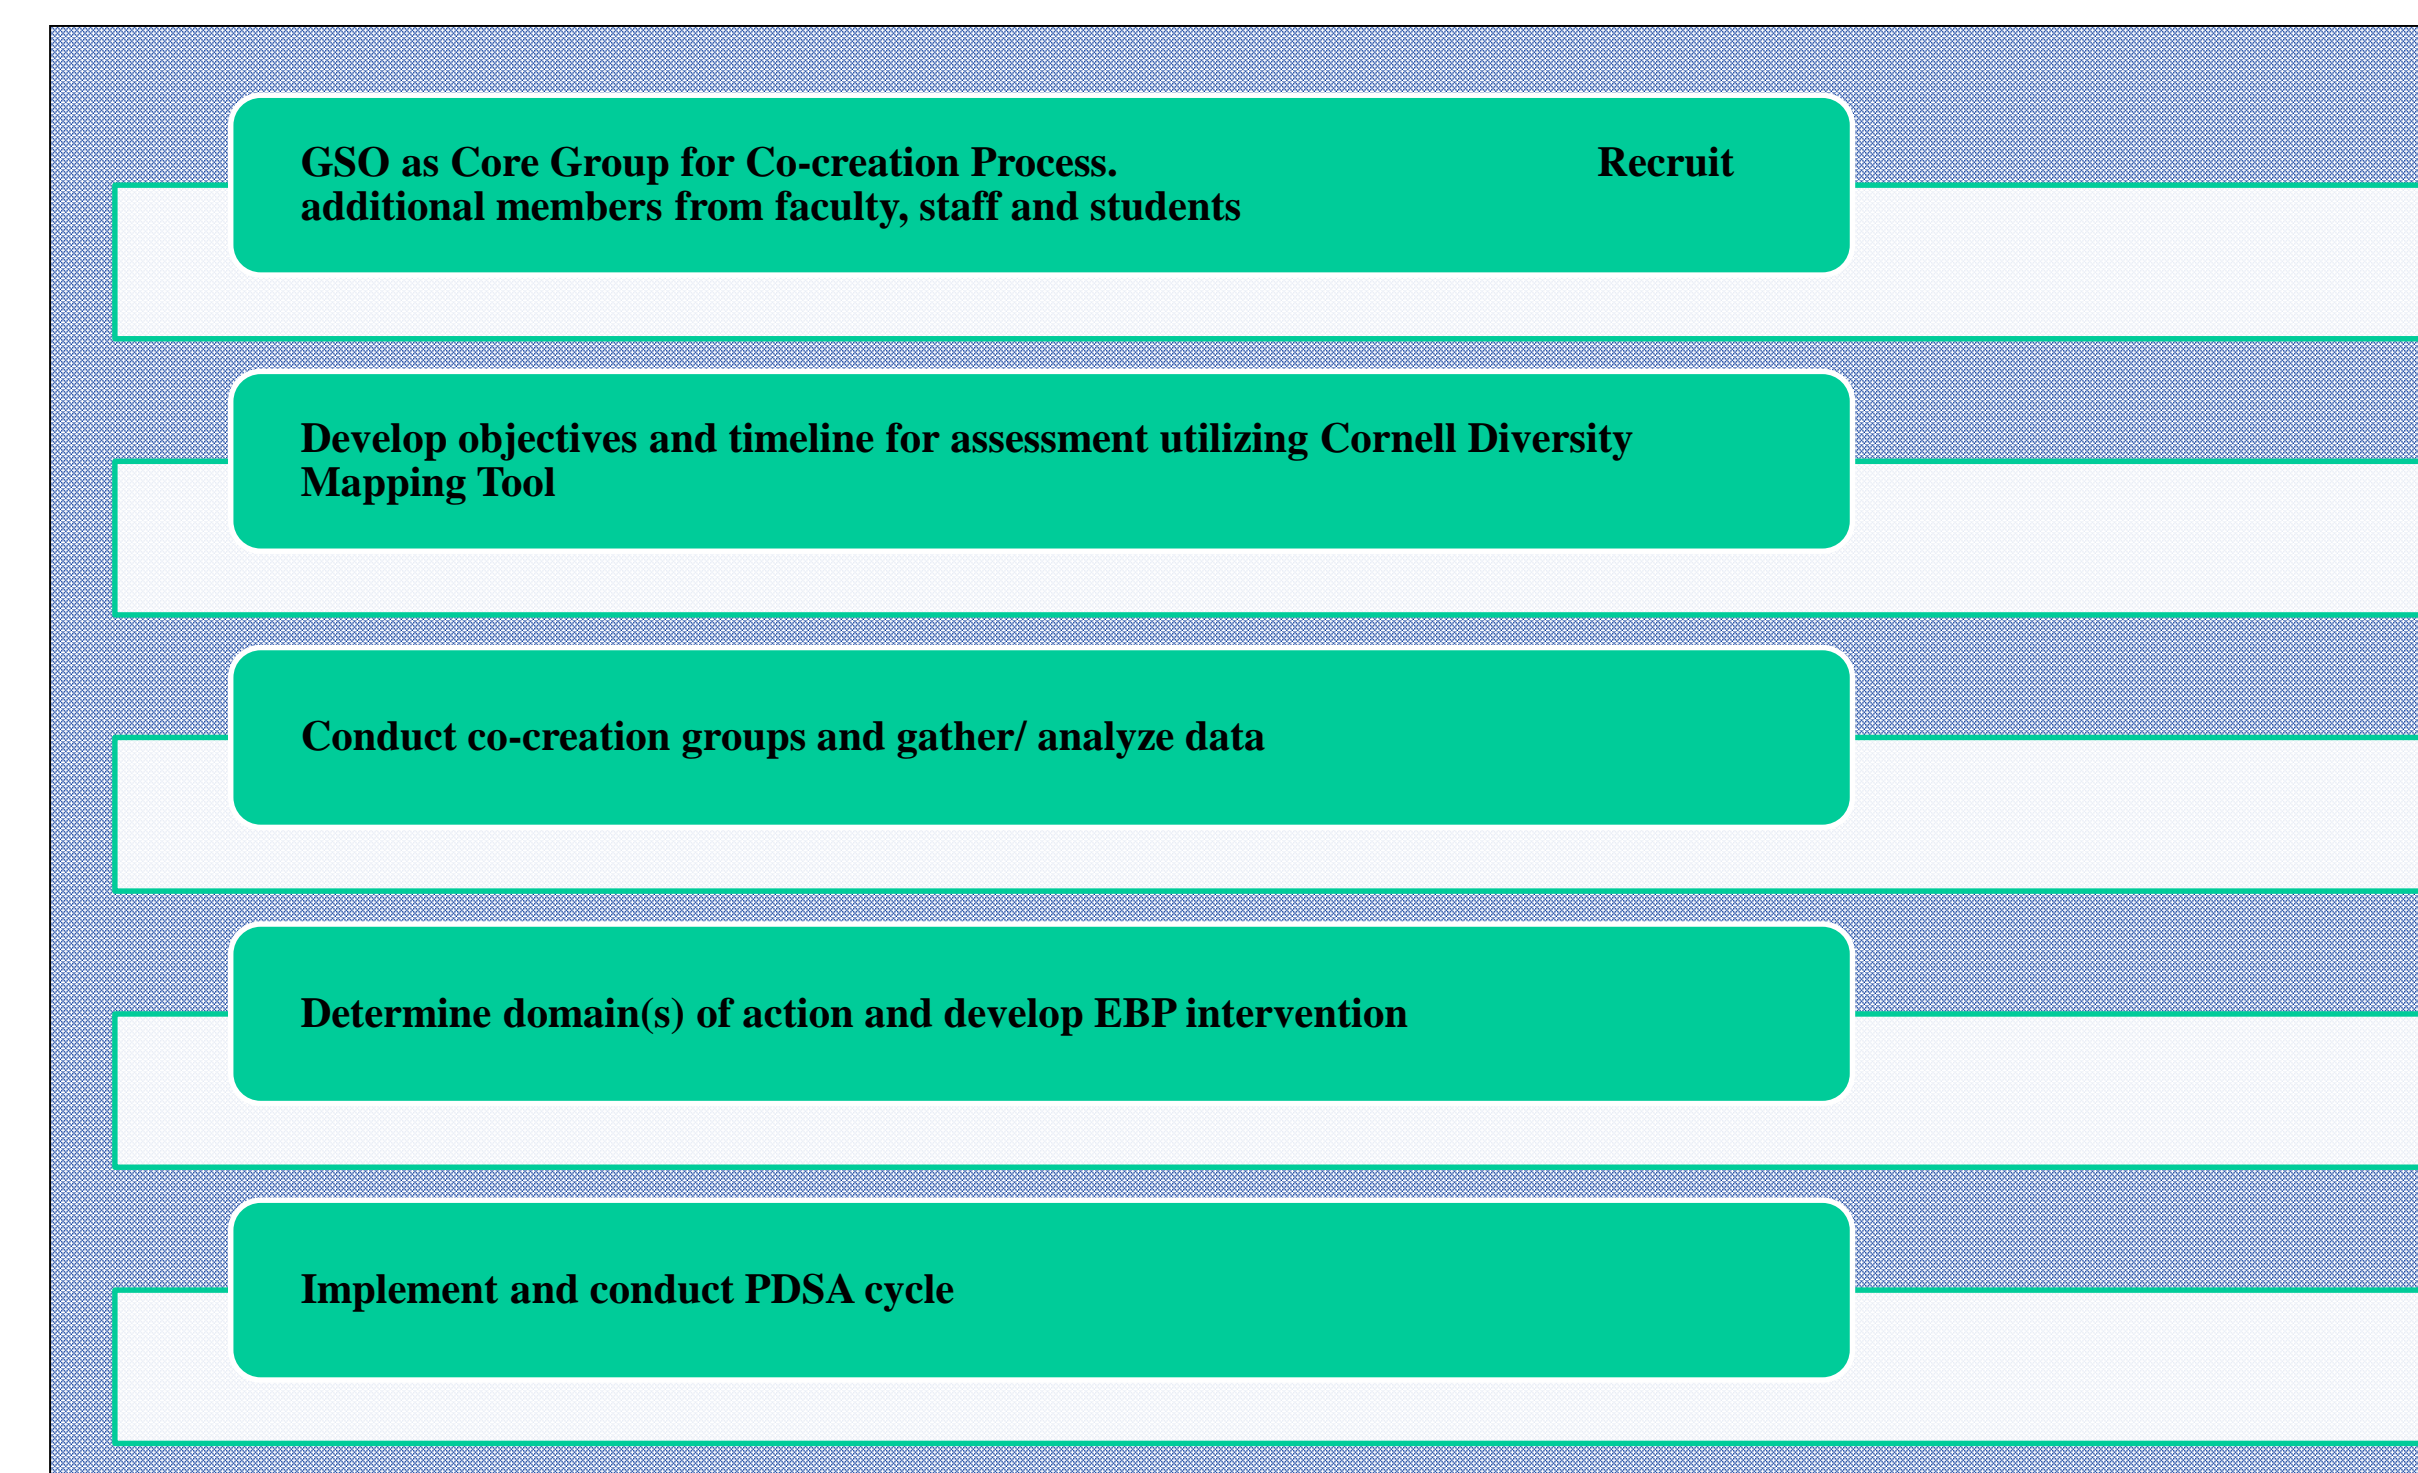 GSO as Core Group for Co-creation Process. Recruit
additional members from faculty, staff and students
Develop objectives and timeline for assessment utilizing Cornell Diversity
Mapping Tool
Conduct co-creation groups and gather/ analyze data
Determine domain(s) of action and develop EBP intervention
Implement and conduct PDSA cycle